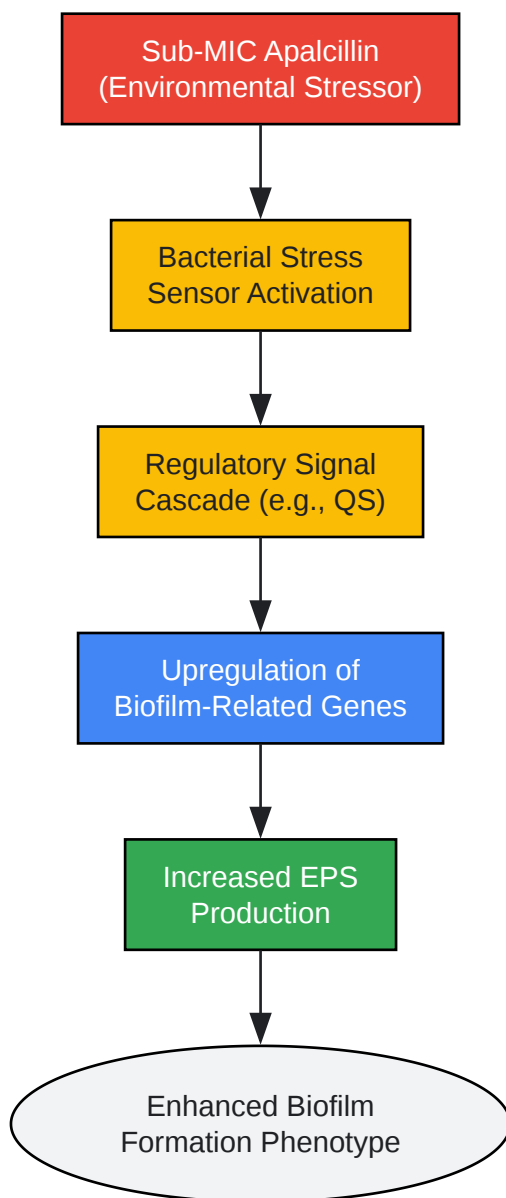 Sub-MIC Apalcillin
(Environmental Stressor)
Bacterial Stress
Sensor Activation
Regulatory Signal
Cascade (e.g., QS)
Upregulation of
Biofilm-Related Genes
Increased EPS
Production
Enhanced Biofilm
Formation Phenotype